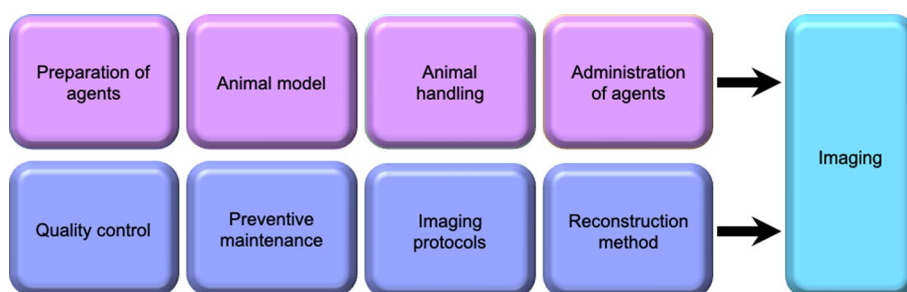 Preparation of
agents
Animal model
Animal
handling
Administration
of agents
Imaging
Quality control
Preventive
maintenance
Imaging
protocols
Reconstruction
method